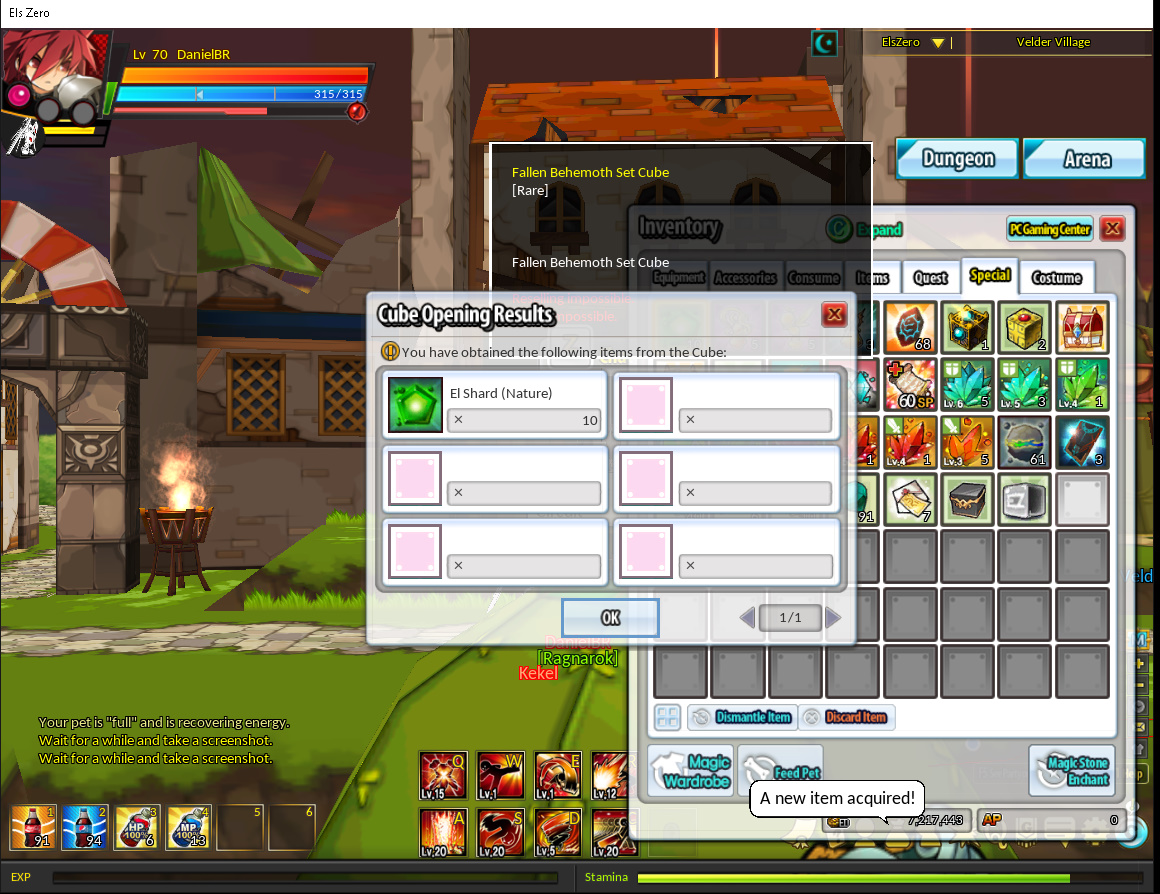 Els Zero
Lv 70 DanielBR
315/315
ElsZero
Velder Village
Dungeon
Arena
Fallen Behemoth Set Cube
[Rare]
Fallen Behemoth Set Cube
Inventory
Expand
PC Gaming Center
Equipment
Accessories
Consume
Items
Quest
Special
Costume
Cube Opening Results
You have obtained the following items from the Cube:
El Shard (Nature)
× 10
×
×
×
×
×
OK
1/1
68
1
2
60 SP
Lv.6 5
Lv.5 3
Lv.4 1
1
Lv.4 1
Lv.3 5
61
3
91
7
DanielBR
[Ragnarok]
Kekel
Your pet is "full" and is recovering energy.
Wait for a while and take a screenshot.
Wait for a while and take a screenshot.
Dismantle Item
Discard Item
Magic Wardrobe
Feed Pet
Magic Stone Enchant
A new item acquired!
7,217,443
AP
0
Q
Lv,15
W
Lv,1
E
Lv,1
Lv,12
A
Lv,20
S
Lv,20
D
Lv,5
Lv,20
1
91
2
94
3
HP 100%
6
4
MP 100%
13
5
6
EXP
Stamina